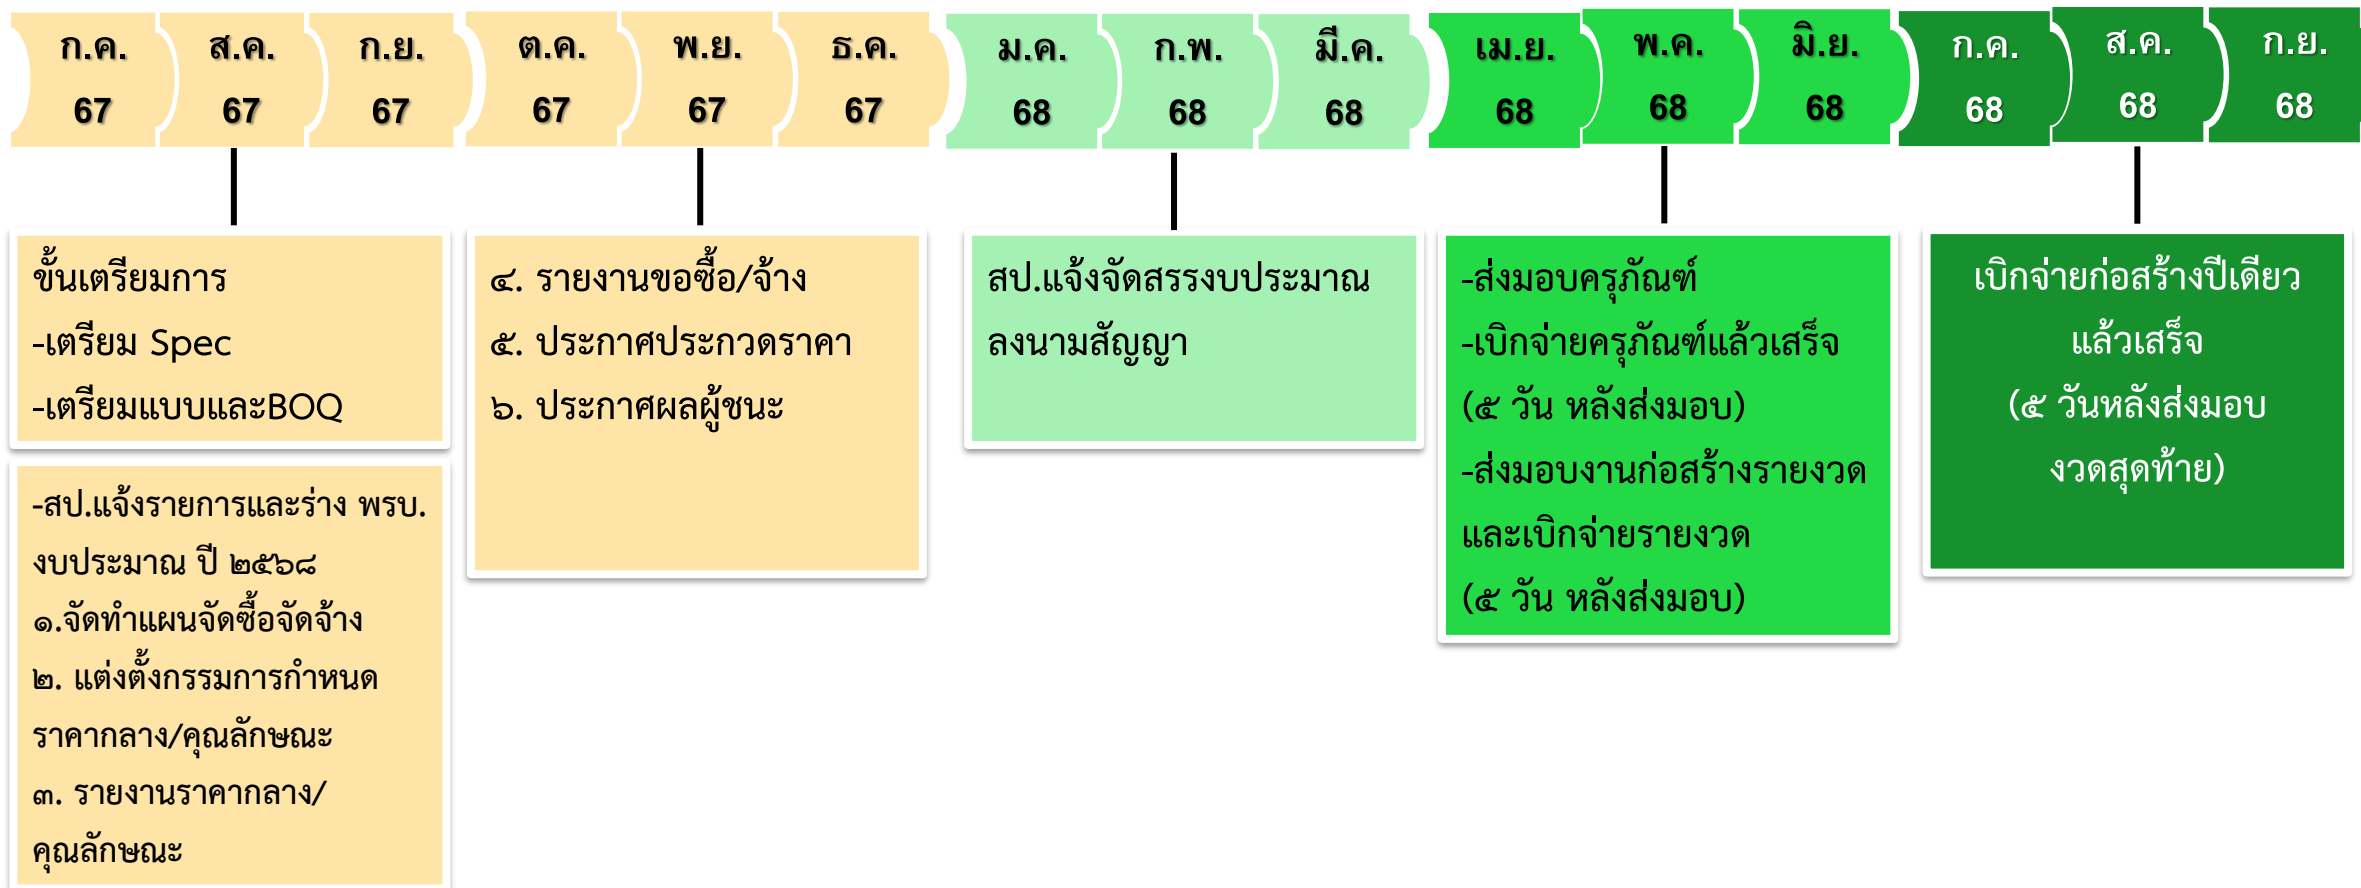 ก.ค.
67
ส.ค.
67
ก.ย.
67
ต.ค.
67
พ.ย.
67
ธ.ค.
67
ม.ค.
68
ก.พ.
68
มี.ค.
68
เม.ย.
68
พ.ค.
68
มิ.ย.
68
ก.ค.
68
ส.ค.
68
ก.ย.
68
ขั้นเตรียมการ
-เตรียม Spec
-เตรียมแบบและBOQ
-สป.แจ้งรายการและร่าง พรบ.
งบประมาณ ปี ๒๕๖๘
๑.จัดทำแผนจัดซื้อจัดจ้าง
๒. แต่งตั้งกรรมการกำหนด
ราคากลาง/คุณลักษณะ
๓. รายงานราคากลาง/
คุณลักษณะ
๔. รายงานขอซื้อ/จ้าง
๕. ประกาศประกวดราคา
๖. ประกาศผลผู้ชนะ
สป.แจ้งจัดสรรงบประมาณ
ลงนามสัญญา
-ส่งมอบครุภัณฑ์
-เบิกจ่ายครุภัณฑ์แล้วเสร็จ
(๕ วัน หลังส่งมอบ)
-ส่งมอบงานก่อสร้างรายงวด
และเบิกจ่ายรายงวด
(๕ วัน หลังส่งมอบ)
เบิกจ่ายก่อสร้างปีเดียว
แล้วเสร็จ
(๕ วันหลังส่งมอบ
งวดสุดท้าย)